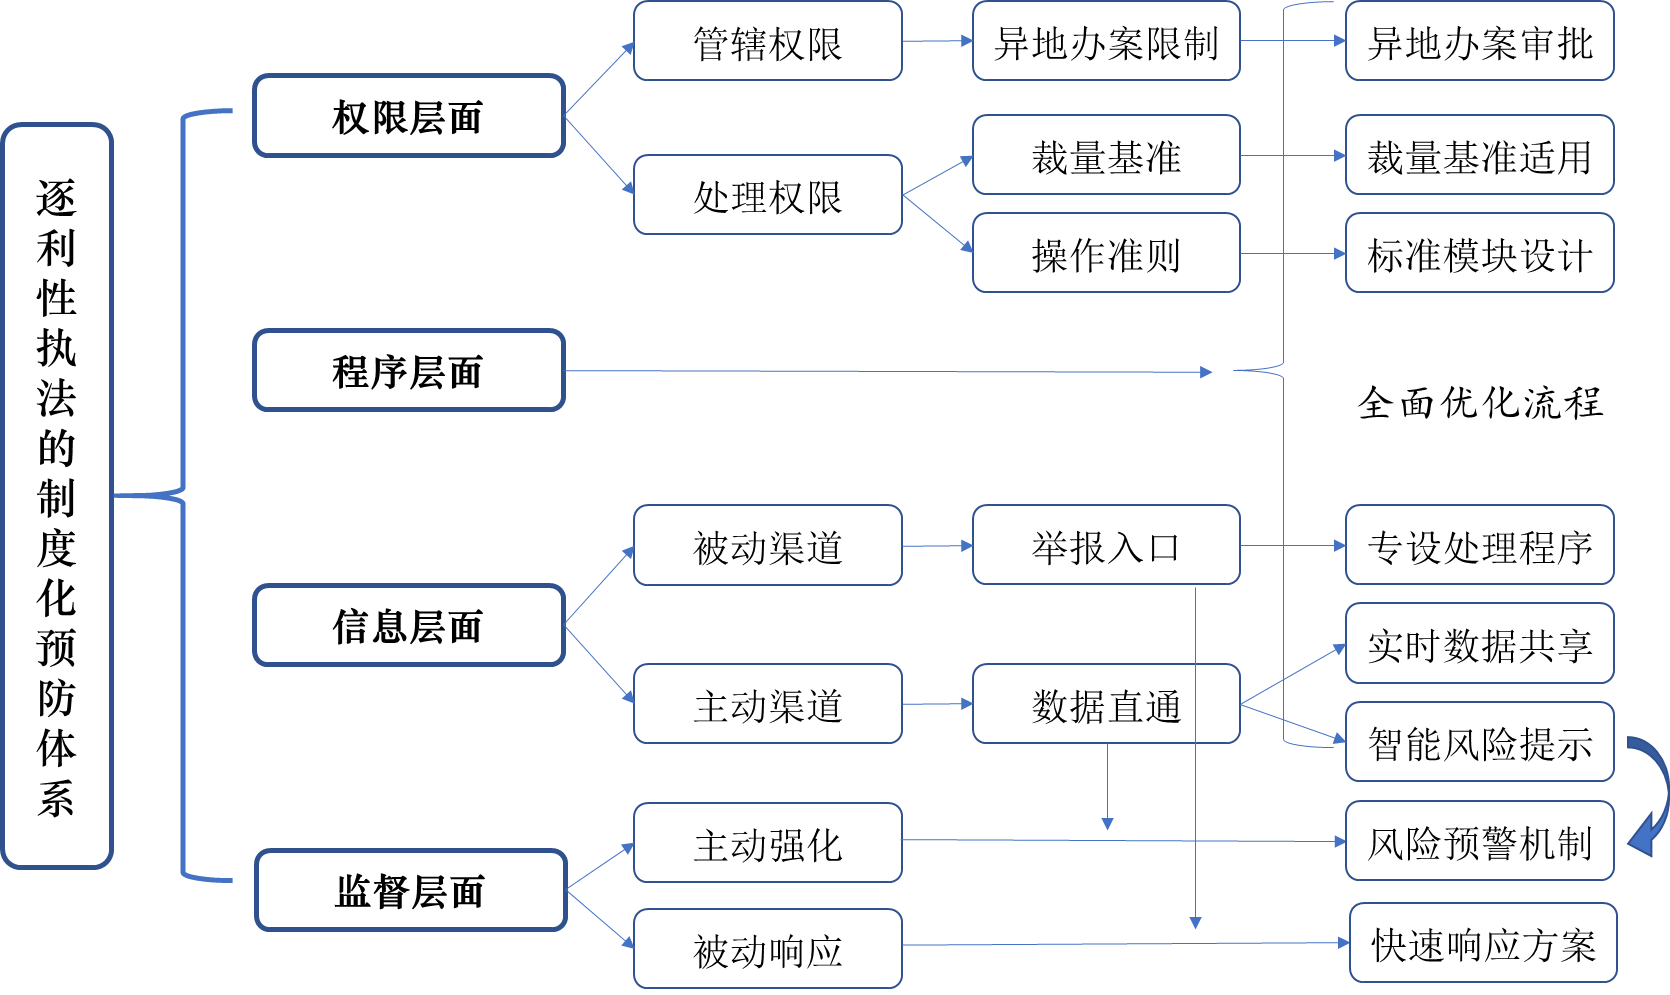 逐利性执法的制度化预防体系
权限层面
管辖权限
异地办案限制
异地办案审批
处理权限
裁量基准
裁量基准适用
操作准则
标准模块设计
程序层面
全面优化流程
信息层面
被动渠道
举报入口
专设处理程序
主动渠道
数据直通
实时数据共享
智能风险提示
监督层面
主动强化
风险预警机制
被动响应
快速响应方案